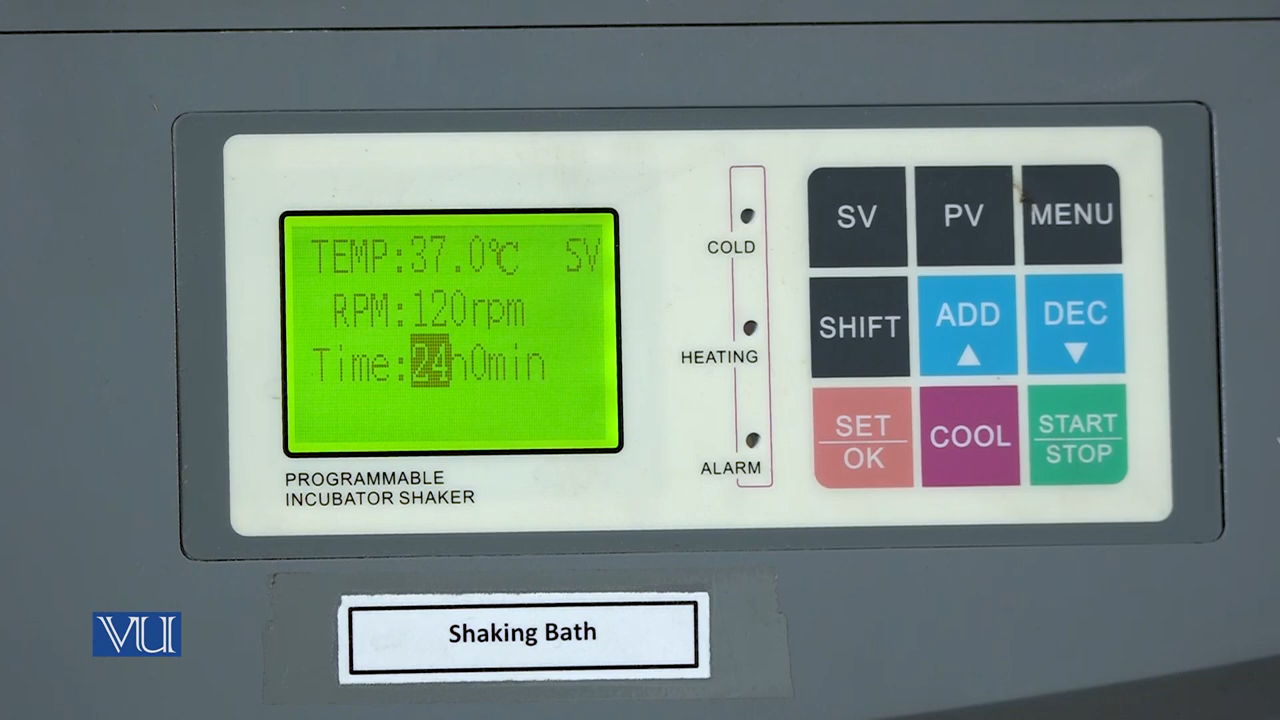 TEMP:37.0℃ SV
RPM:120rpm
Time:24h0min
PROGRAMMABLE
INCUBATOR SHAKER
COLD
HEATING
ALARM
SV PV MENU
SHIFT ADD DEC
SET COOL START
OK STOP
VU
Shaking Bath